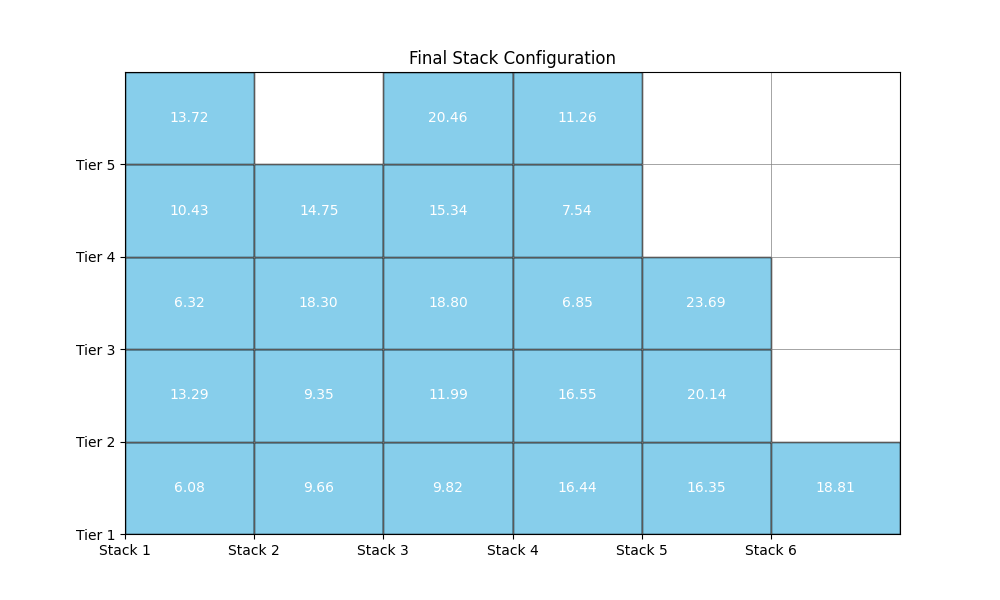 Final Stack Configuration
13.72 20.46 11.26
Tier 5
10.43 14.75 15.34 7.54
Tier 4
6.32 18.30 18.80 6.85 23.69
Tier 3
13.29 9.35 11.99 16.55 20.14
Tier 2
6.08 9.66 9.82 16.44 16.35 18.81
Tier 1
Stack 1 Stack 2 Stack 3 Stack 4 Stack 5 Stack 6